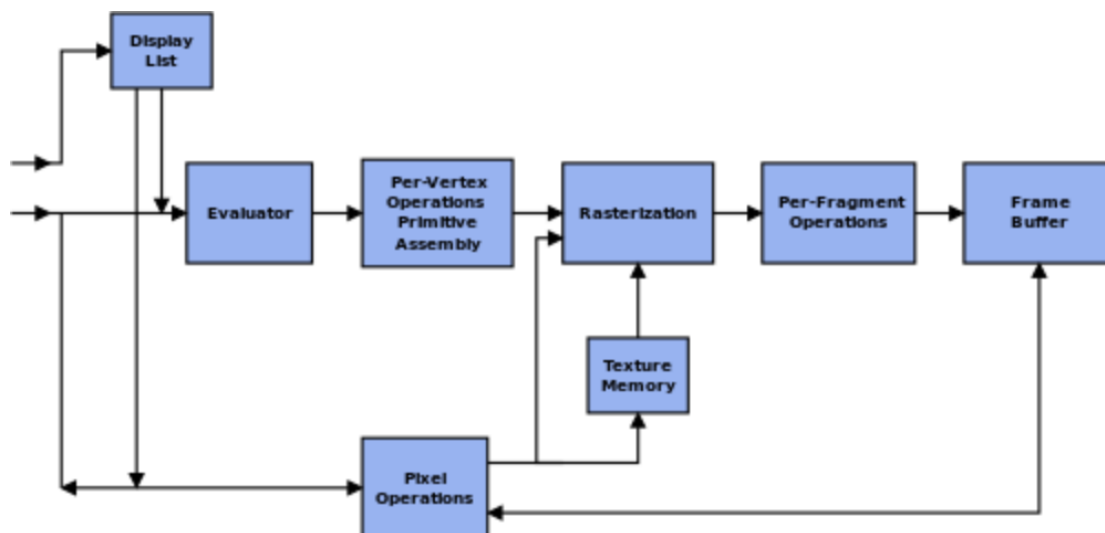 Display
List
Evaluator
Per-Vertex
Operations
Primitive
Assembly
Rasterization
Per-Fragment
Operations
Frame
Buffer
Texture
Memory
Pixel
Operations